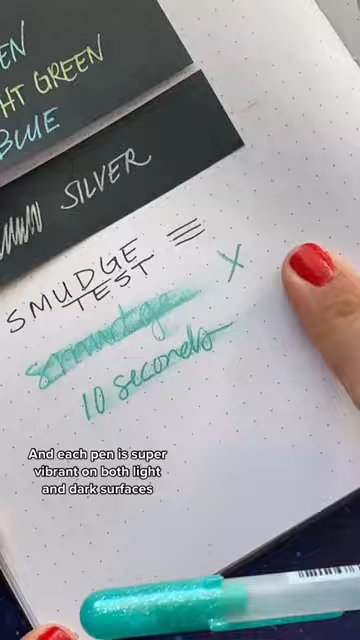 EN
HT GREEN
BLUE
SILVER
SMUDGE
TEST
X
smudge
10 seconds
And each pen is super
vibrant on both light
and dark surfaces